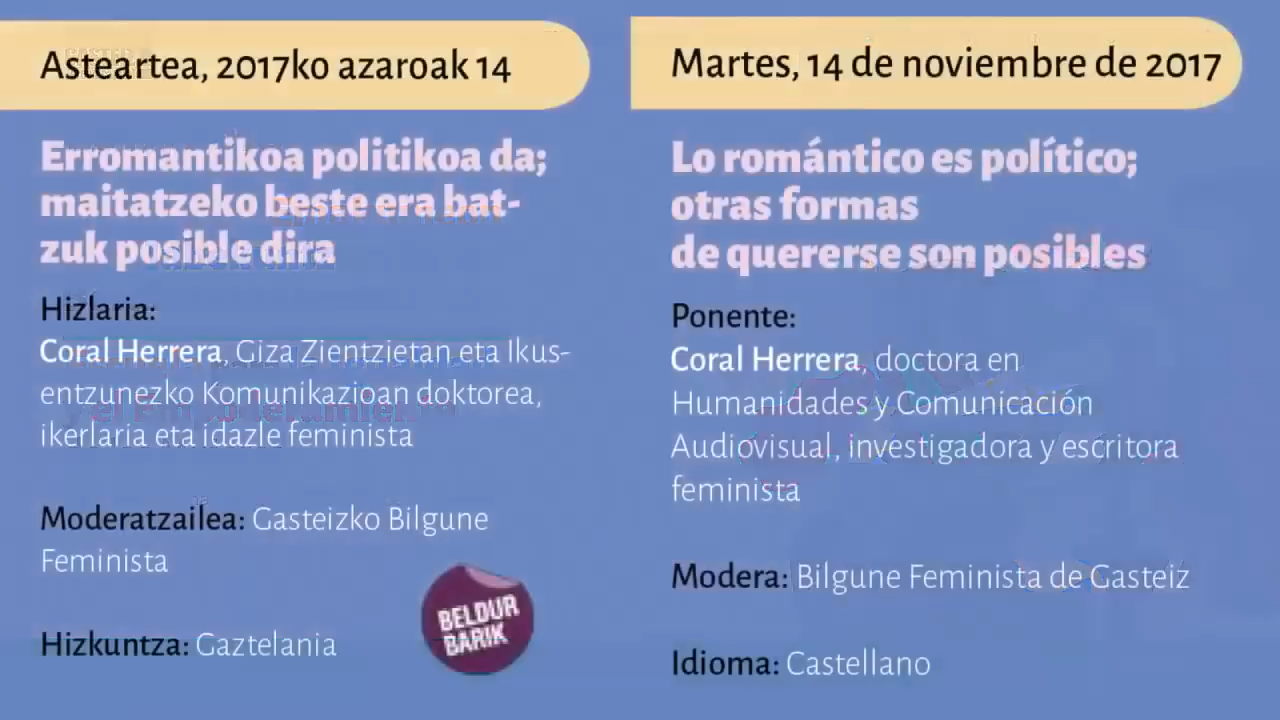 Asteartea, 2017ko azaroak 14
Erromantikoa politikoa da;
maitatzeko beste era bat-
zuk posible dira
Hizlaria:
Coral Herrera, Giza Zientzietan eta Ikus-
entzunezko Komunikazioan doktorea,
ikerlaria eta idazle feminista
Moderatzailea: Gasteizko Bilgune
Feminista
Hizkuntza: Gaztelania
BELDUR
BARIK
Martes, 14 de noviembre de 2017
Lo romántico es político;
otras formas
de quererse son posibles
Ponente:
Coral Herrera, doctora en
Humanidades y Comunicación
Audiovisual, investigadora y escritora
feminista
Modera: Bilgune Feminista de Gasteiz
Idioma: Castellano